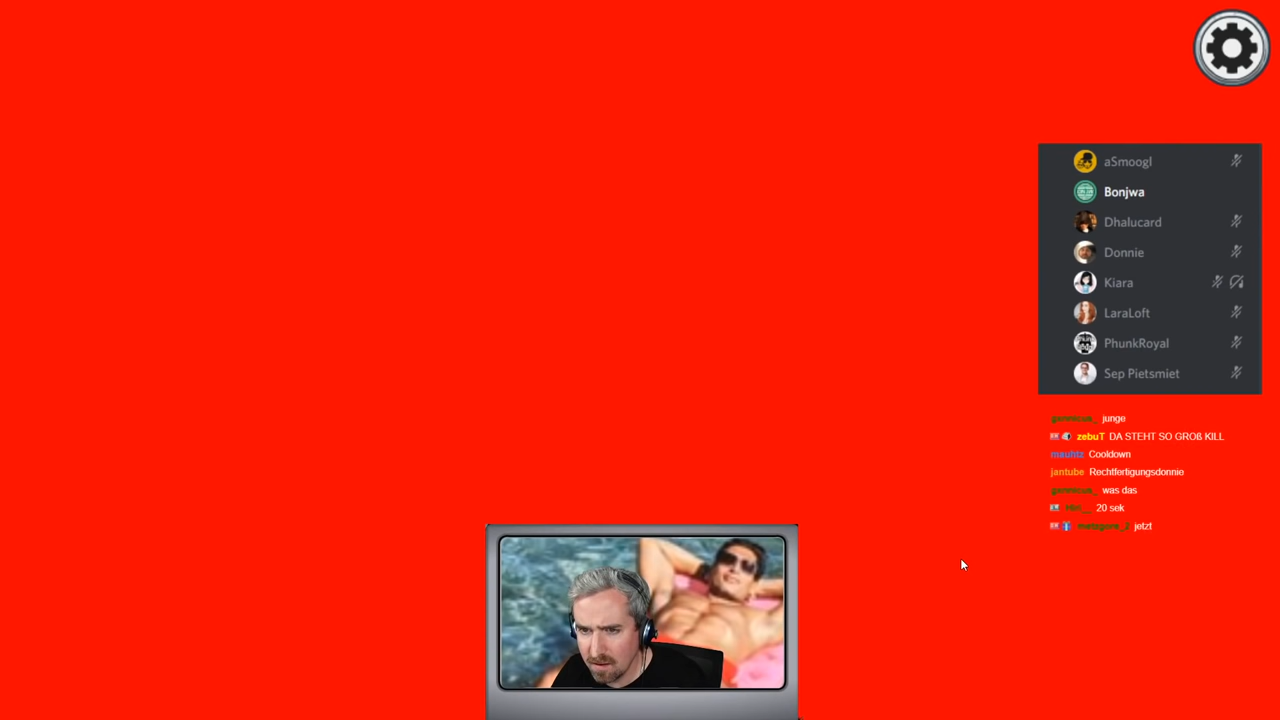 aSmoogl
Bonjwa
Dhalucard
Donnie
Kiara
LaraLoft
PhunkRoyal
Sep Pietsmiet
junge
zebuT DA STEHT SO GROß KILL
mauhtz Cooldown
jantube Rechtfertigungsdonnie
was das
20 sek
jetzt